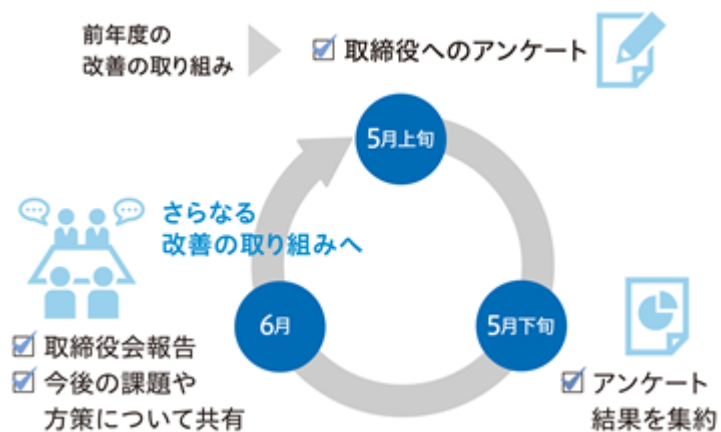 前年度の
改善の取り組み
取締役へのアンケート
5月上旬
さらなる
改善の取り組みへ
6月
5月下旬
取締役会報告
今後の課題や
方策について共有
アンケート
結果を集約